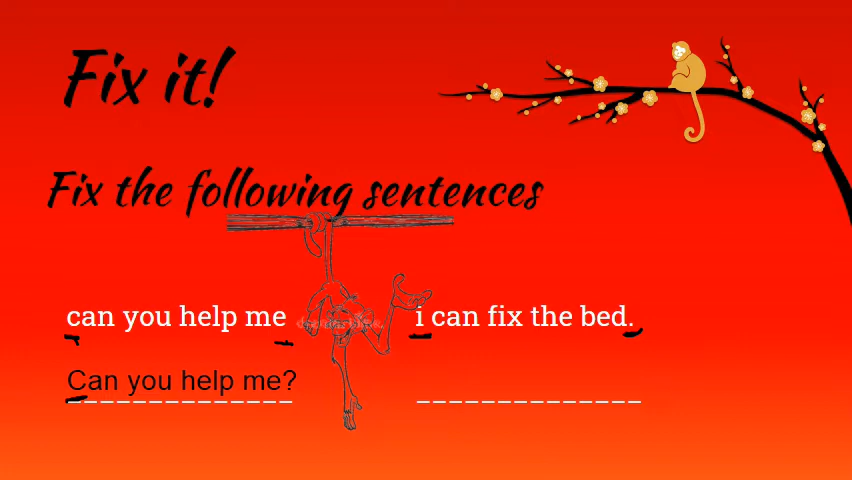 Fix it!
Fix the following sentences
can you help me
i can fix the bed.
Can you help me?